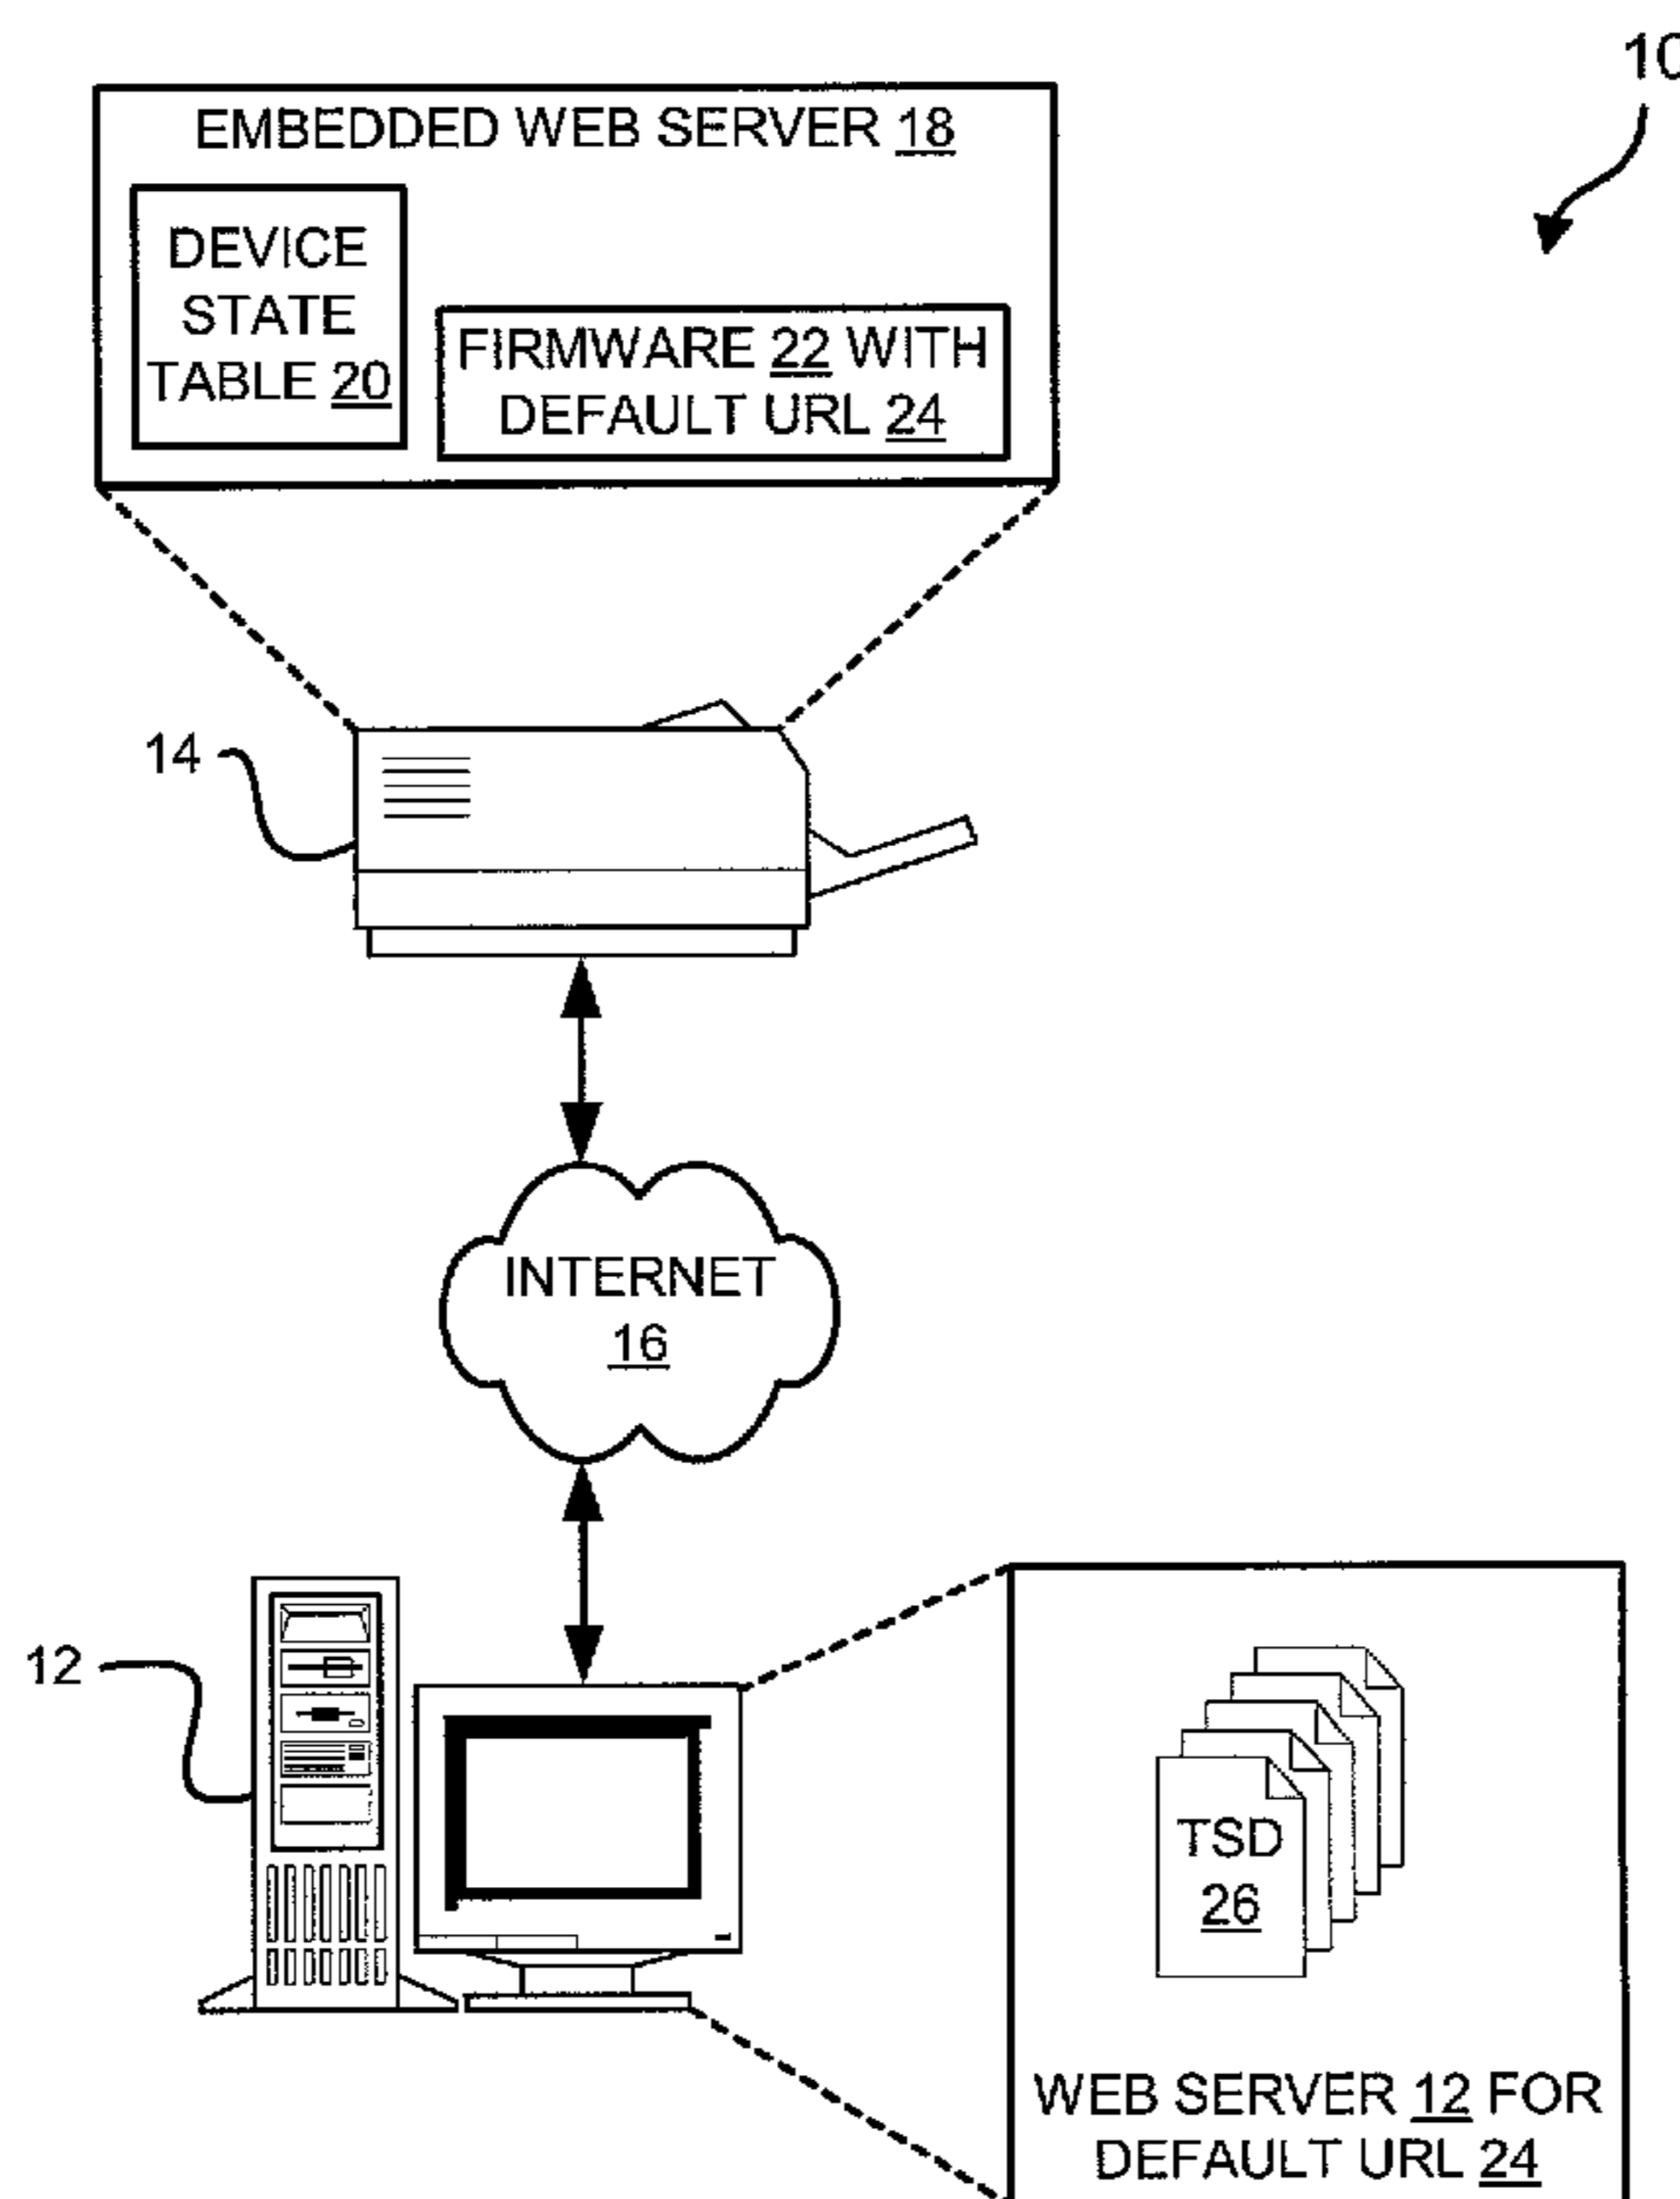 10
EMBEDDED WEB SERVER 18
DEVICE
STATE
TABLE 20
FIRMWARE 22 WITH
DEFAULT URL 24
14
INTERNET
16
12
TSD
26
WEB SERVER 12 FOR
DEFAULT URL 24